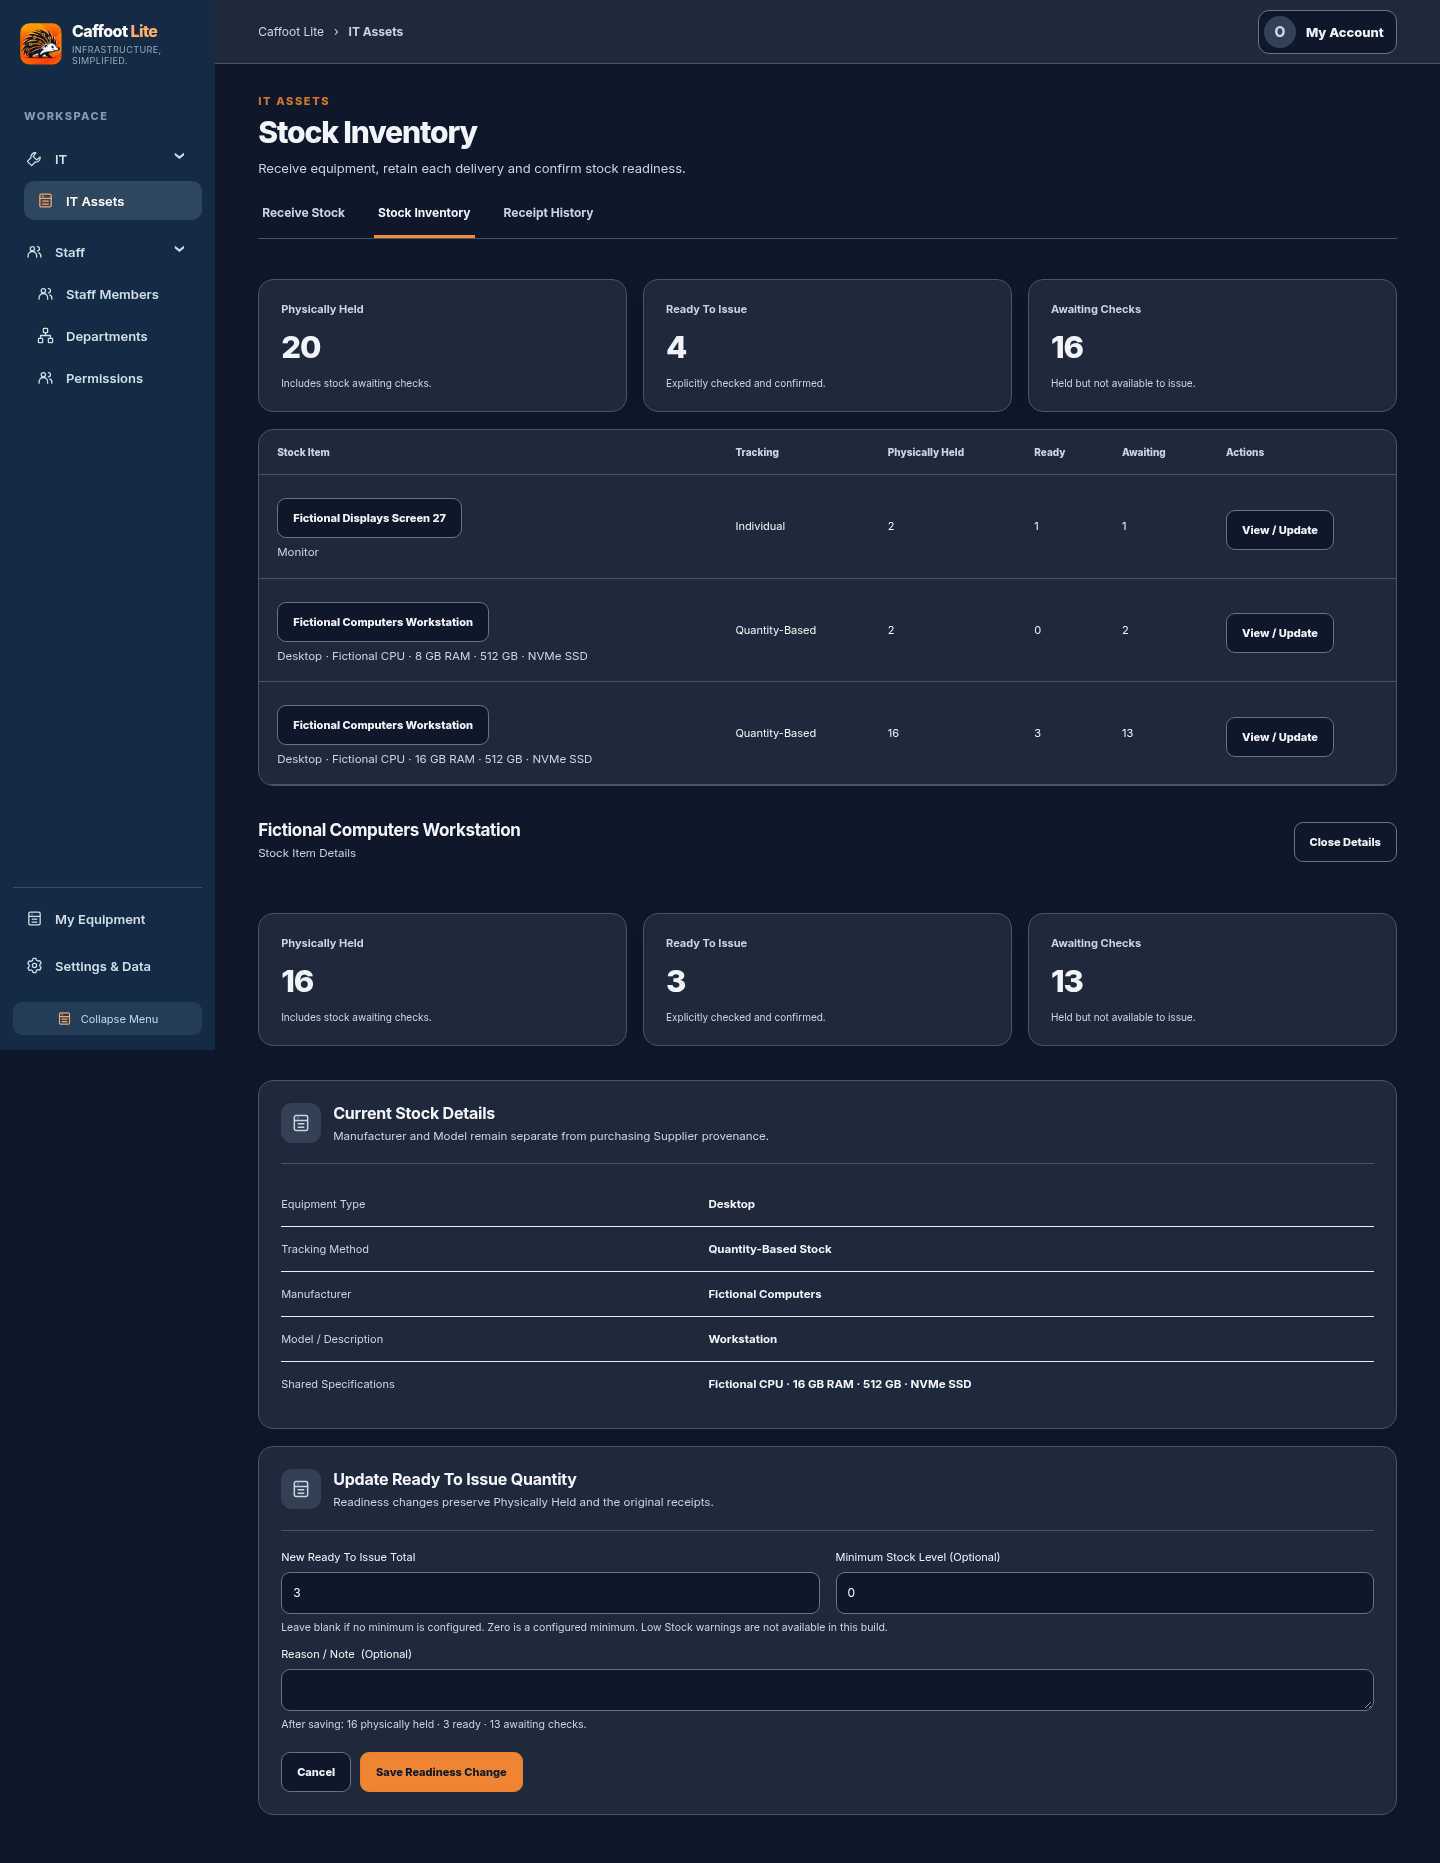 Caffoot Lite
INFRASTRUCTURE,
SIMPLIFIED.
WORKSPACE
IT
IT Assets
Staff
Staff Members
Departments
Permissions
My Equipment
Settings & Data
Collapse Menu
Caffoot Lite › IT Assets
O My Account
IT ASSETS
Stock Inventory
Receive equipment, retain each delivery and confirm stock readiness.
Receive Stock Stock Inventory Receipt History
Physically Held
20
Includes stock awaiting checks.
Ready To Issue
4
Explicitly checked and confirmed.
Awaiting Checks
16
Held but not available to issue.
Stock Item Tracking Physically Held Ready Awaiting Actions
Fictional Displays Screen 27
Monitor
Individual 2 1 1 View / Update
Fictional Computers Workstation
Desktop · Fictional CPU · 8 GB RAM · 512 GB · NVMe SSD
Quantity-Based 2 0 2 View / Update
Fictional Computers Workstation
Desktop · Fictional CPU · 16 GB RAM · 512 GB · NVMe SSD
Quantity-Based 16 3 13 View / Update
Fictional Computers Workstation
Stock Item Details
Close Details
Physically Held
16
Includes stock awaiting checks.
Ready To Issue
3
Explicitly checked and confirmed.
Awaiting Checks
13
Held but not available to issue.
Current Stock Details
Manufacturer and Model remain separate from purchasing Supplier provenance.
Equipment Type Desktop
Tracking Method Quantity-Based Stock
Manufacturer Fictional Computers
Model / Description Workstation
Shared Specifications Fictional CPU · 16 GB RAM · 512 GB · NVMe SSD
Update Ready To Issue Quantity
Readiness changes preserve Physically Held and the original receipts.
New Ready To Issue Total
3
Minimum Stock Level (Optional)
0
Leave blank if no minimum is configured. Zero is a configured minimum. Low Stock warnings are not available in this build.
Reason / Note (Optional)
After saving: 16 physically held · 3 ready · 13 awaiting checks.
Cancel Save Readiness Change